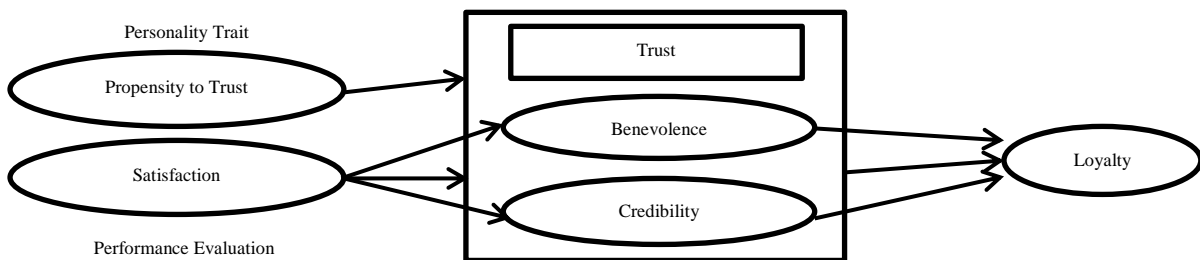 Personality Trait
Propensity to Trust
Satisfaction
Performance Evaluation
Trust
Benevolence
Credibility
Loyalty